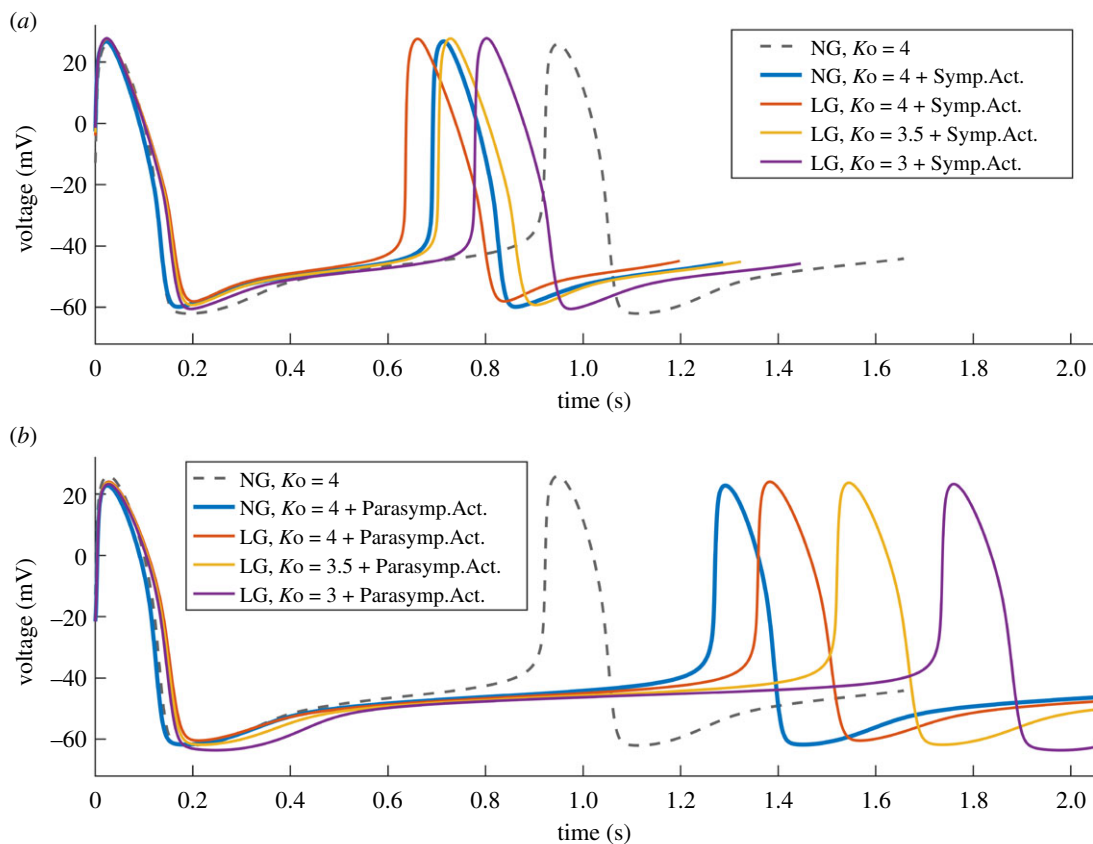 (a)
20
0
–20
–40
–60
voltage (mV)
NG, Ko = 4
NG, Ko = 4 + Symp.Act.
LG, Ko = 4 + Symp.Act.
LG, Ko = 3.5 + Symp.Act.
LG, Ko = 3 + Symp.Act.
0 0.2 0.4 0.6 0.8 1.0 1.2 1.4 1.6 1.8 2.0
time (s)
(b)
20
0
–20
–40
–60
voltage (mV)
NG, Ko = 4
NG, Ko = 4 + Parasymp.Act.
LG, Ko = 4 + Parasymp.Act.
LG, Ko = 3.5 + Parasymp.Act.
LG, Ko = 3 + Parasymp.Act.
0 0.2 0.4 0.6 0.8 1.0 1.2 1.4 1.6 1.8 2.0
time (s)